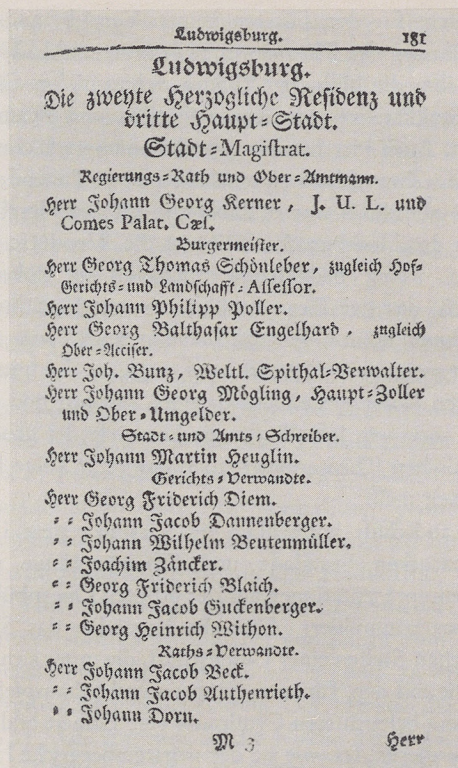 Ludwigsburg. 181
Ludwigsburg.
Die zweyte Herzogliche Residenz und
dritte Haupt=Stadt.
Stadt=Magistrat.
Regierungs=Rath und Ober=Amtmann.
Herr Johann Georg Kerner, J. U. L. und
Comes Palat. Cæs.
Burgermeister.
Herr Georg Thomas Schönleber, zugleich Hof=
Gerichts=und Landschafft=Assessor.
Herr Johann Philipp Poller.
Herr Georg Balthasar Engelhard, zugleich
Ober=Acciser.
Herr Joh. Bunz, Weltl. Spithal=Verwalter.
Herr Johann Georg Mögling, Haupt=Zoller
und Ober=Umgelder.
Stadt=und Amts=Schreiber.
Herr Johann Martin Heuglin.
Gerichts=Verwandte.
Herr Georg Friderich Diem.
= = Johann Jacob Dannenberger.
= = Johann Wilhelm Beutenmüller.
= = Joachim Zäncker.
= = Georg Friderich Blaich.
= = Johann Jacob Guckenberger.
= = Georg Heinrich Withon.
Raths=Verwandte.
Herr Johann Jacob Beck.
= = Johann Jacob Authenrieth.
= = Johann Dorn.
M 3 Herr